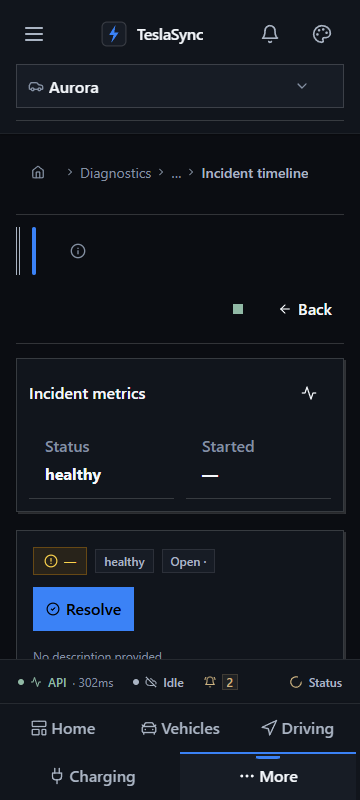 TeslaSync
Aurora
Diagnostics ... Incident timeline
Back
Incident metrics
Status Started
healthy —
— healthy Open ·
Resolve
No description provided
API · 302ms Idle 2 Status
Home Vehicles Driving
Charging More